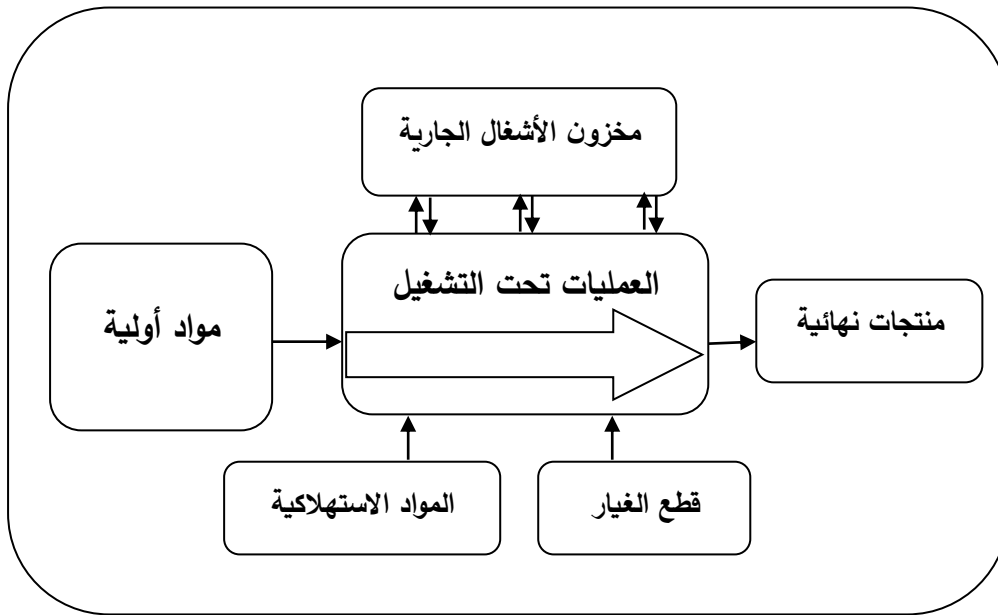 مخزون الأشغال الجارية
العمليات تحت التشغيل
مواد أولية
منتجات نهائية
المواد الاستهلاكية
قطع الغيار